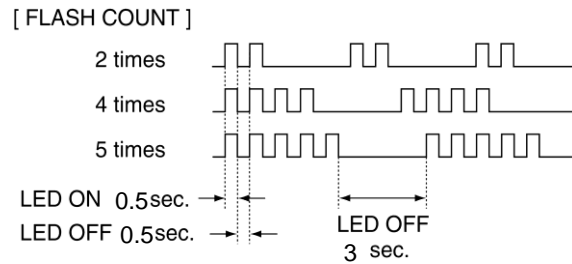 [ FLASH COUNT ]
2 times
4 times
5 times
LED ON 0.5sec.
LED OFF 0.5sec.
LED OFF
3 sec.